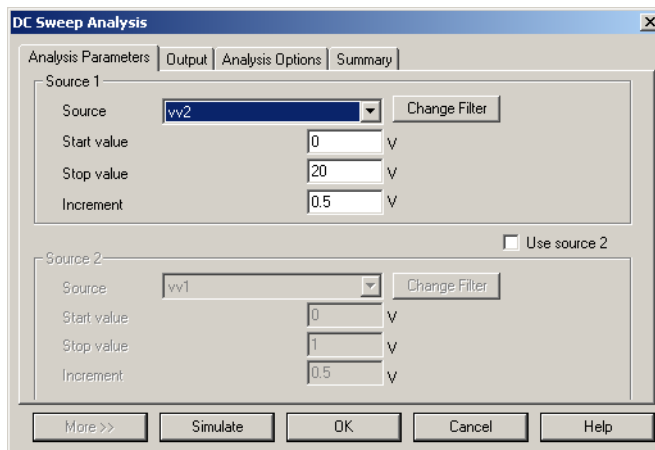 DC Sweep Analysis
Analysis Parameters Output Analysis Options Summary
Source 1
Source vv2 Change Filter
Start value 0 V
Stop value 20 V
Increment 0.5 V
Use source 2
Source 2
Source vv1 Change Filter
Start value 0 V
Stop value 1 V
Increment 0.5 V
More >> Simulate OK Cancel Help